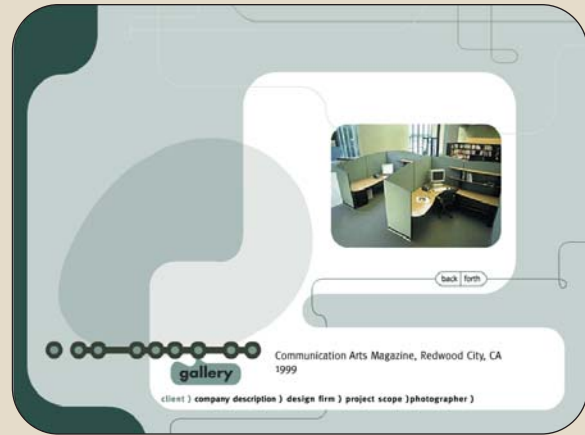 back forth
Communication Arts Magazine, Redwood City, CA
1999
gallery
client ) company description ) design firm ) project scope )photographer )